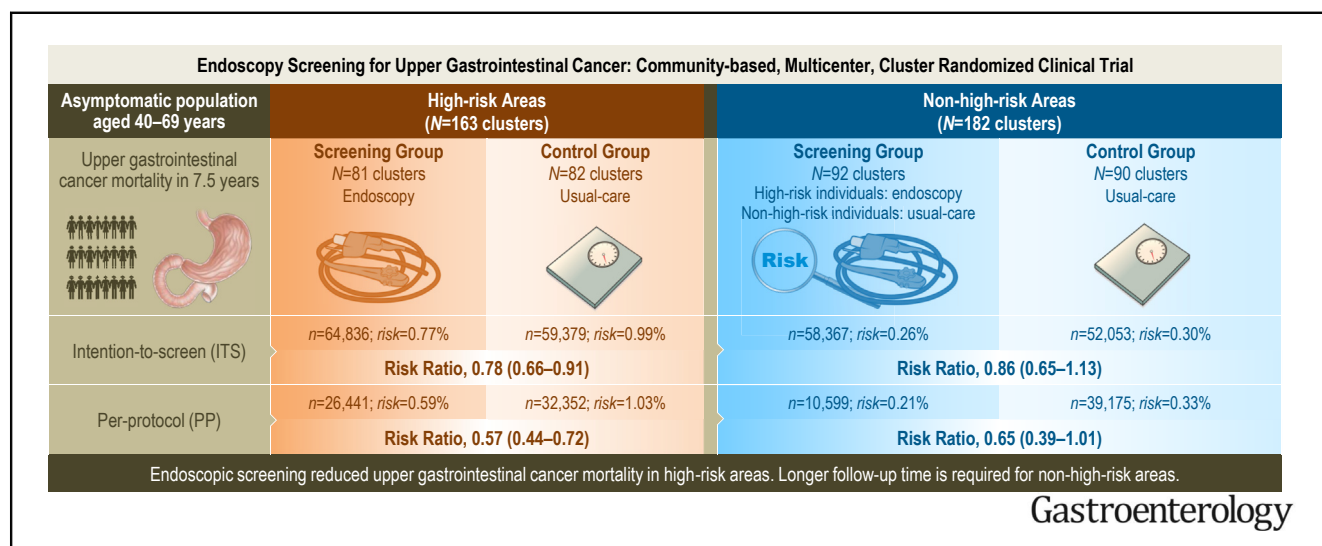 Endoscopy Screening for Upper Gastrointestinal Cancer: Community-based, Multicenter, Cluster Randomized Clinical Trial
Asymptomatic population
aged 40–69 years
High-risk Areas
(N=163 clusters)
Non-high-risk Areas
(N=182 clusters)
Upper gastrointestinal
cancer mortality in 7.5 years
Screening Group
N=81 clusters
Endoscopy
Control Group
N=82 clusters
Usual-care
Screening Group
N=92 clusters
High-risk individuals: endoscopy
Non-high-risk individuals: usual-care
Risk
Control Group
N=90 clusters
Usual-care
Intention-to-screen (ITS)
n=64,836; risk=0.77%
n=59,379; risk=0.99%
Risk Ratio, 0.78 (0.66–0.91)
n=58,367; risk=0.26%
n=52,053; risk=0.30%
Risk Ratio, 0.86 (0.65–1.13)
Per-protocol (PP)
n=26,441; risk=0.59%
n=32,352; risk=1.03%
Risk Ratio, 0.57 (0.44–0.72)
n=10,599; risk=0.21%
n=39,175; risk=0.33%
Risk Ratio, 0.65 (0.39–1.01)
Endoscopic screening reduced upper gastrointestinal cancer mortality in high-risk areas. Longer follow-up time is required for non-high-risk areas.
Gastroenterology